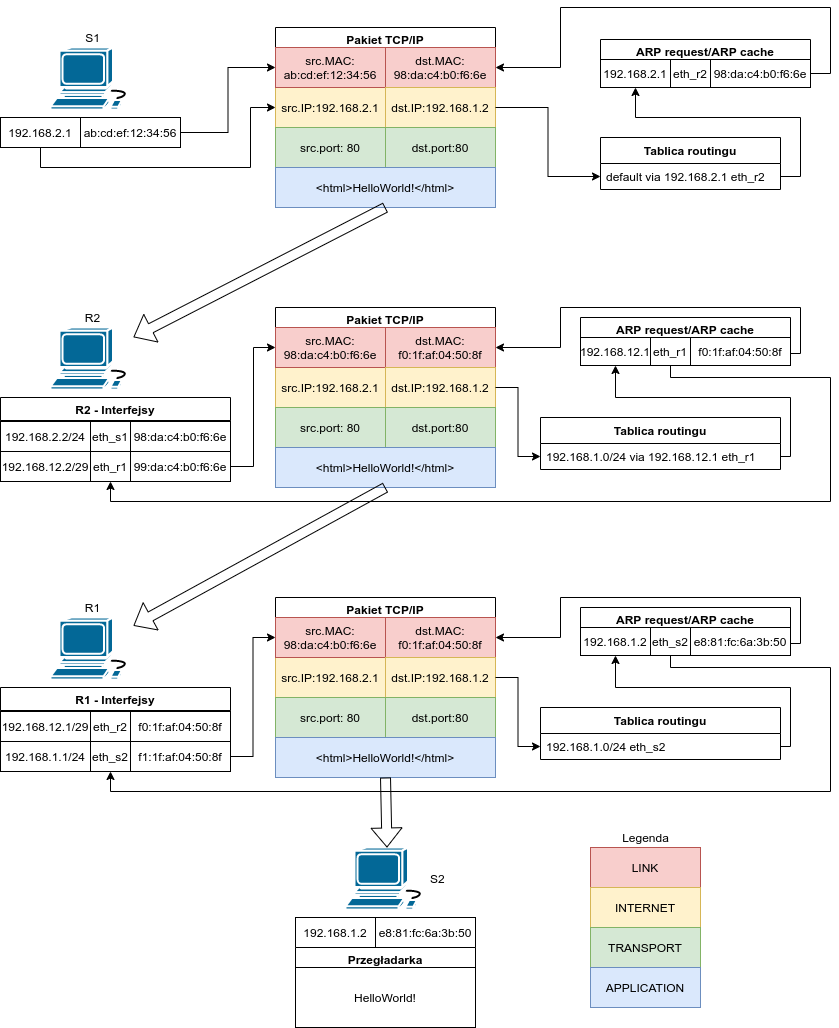 S1
192.168.2.1 ab:cd:ef:12:34:56
Pakiet TCP/IP
src.MAC: dst.MAC:
ab:cd:ef:12:34:56 98:da:c4:b0:f6:6e
src.IP:192.168.2.1 dst.IP:192.168.1.2
src.port: 80 dst.port:80
<html>HelloWorld!</html>
ARP request/ARP cache
192.168.2.1 eth_r2 98:da:c4:b0:f6:6e
Tablica routingu
default via 192.168.2.1 eth_r2
R2
R2 - Interfejsy
192.168.2.2/24 eth_s1 98:da:c4:b0:f6:6e
192.168.12.2/29 eth_r1 99:da:c4:b0:f6:6e
Pakiet TCP/IP
src.MAC: dst.MAC:
98:da:c4:b0:f6:6e f0:1f:af:04:50:8f
src.IP:192.168.2.1 dst.IP:192.168.1.2
src.port: 80 dst.port:80
<html>HelloWorld!</html>
ARP request/ARP cache
192.168.12.1 eth_r1 f0:1f:af:04:50:8f
Tablica routingu
192.168.1.0/24 via 192.168.12.1 eth_r1
R1
R1 - Interfejsy
192.168.12.1/29 eth_r2 f0:1f:af:04:50:8f
192.168.1.1/24 eth_s2 f1:1f:af:04:50:8f
Pakiet TCP/IP
src.MAC: dst.MAC:
98:da:c4:b0:f6:6e f0:1f:af:04:50:8f
src.IP:192.168.2.1 dst.IP:192.168.1.2
src.port: 80 dst.port:80
<html>HelloWorld!</html>
ARP request/ARP cache
192.168.1.2 eth_s2 e8:81:fc:6a:3b:50
Tablica routingu
192.168.1.0/24 eth_s2
S2
192.168.1.2 e8:81:fc:6a:3b:50
Przegładarka
HelloWorld!
Legenda
LINK
INTERNET
TRANSPORT
APPLICATION